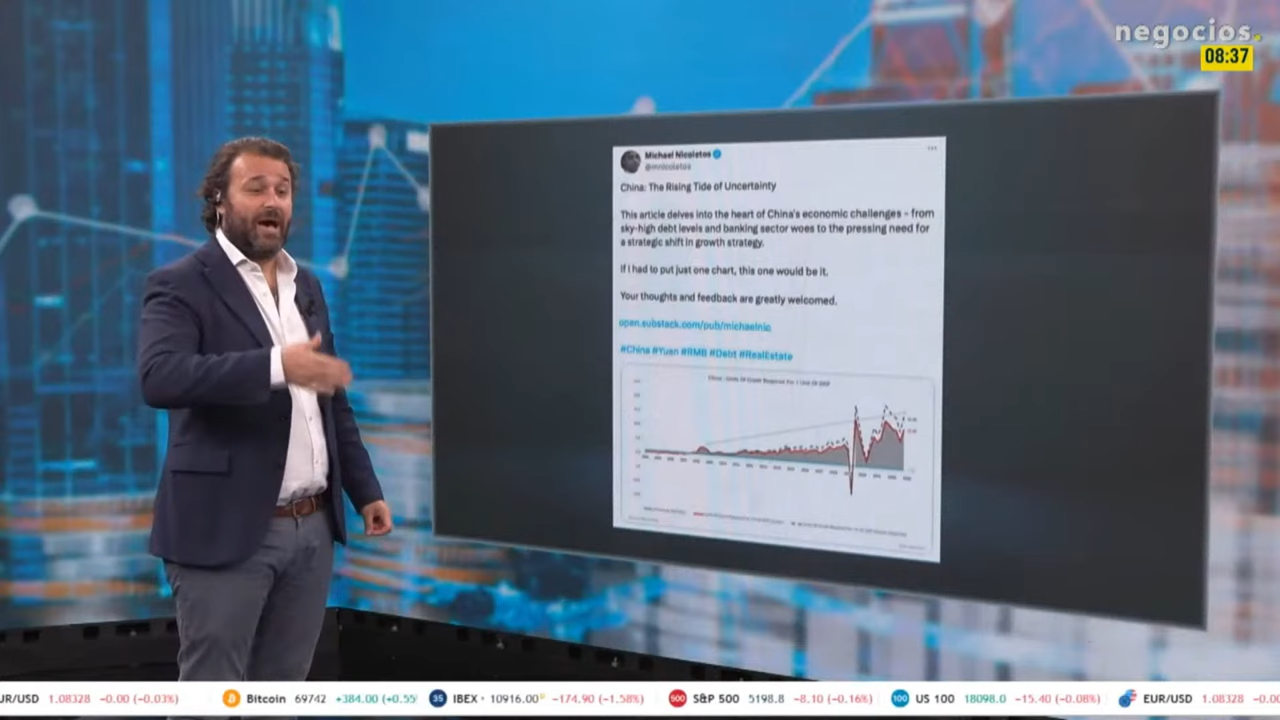 negocios.
08:37
Michael Nicoletos
China: The Rising Tide of Uncertainty
This article delves into the heart of China's economic challenges - from
sky-high debt levels and banking sector woes to the pressing need for
a strategic shift in growth strategy.
If I had to put just one chart, this one would be it.
Your thoughts and feedback are greatly welcomed.
open.substack.com/pub/michaelnic
#China #Yuan #RMB #Debt #RealEstate
UR/USD 1.08328 -0.00 (-0.03%) Bitcoin 69742 +384.00 (+0.55 35 IBEX 10916.00 -174.90 (-1.58%) 500 S&P 500 5198.8 -8.10 (-0.16%) 100 US 100 18098.0 -15.40 (-0.08%) EUR/USD 1.08328